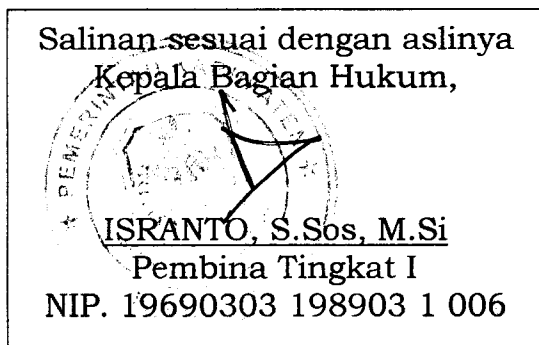 Salinan sesuai dengan aslinya
Kepala Bagian Hukum,
ISRANTO, S.Sos, M.Si
Pembina Tingkat I
NIP. 19690303 198903 1 006